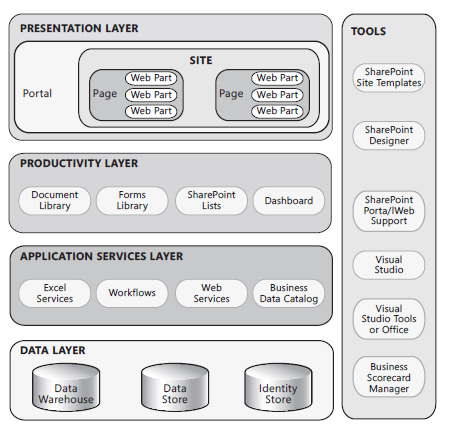 PRESENTATION LAYER
Portal
SITE
Page
Web Part
Web Part
Web Part
Page
Web Part
Web Part
Web Part
PRODUCTIVITY LAYER
Document
Library
Forms
Library
SharePoint
Lists
Dashboard
APPLICATION SERVICES LAYER
Excel
Services
Workflows
Web
Services
Business
Data Catalog
DATA LAYER
Data
Warehouse
Data
Store
Identity
Store
TOOLS
SharePoint
Site Templates
SharePoint
Designer
SharePoint
Porta/lWeb
Support
Visual
Studio
Visual
Studio Tools
or Office
Business
Scorecard
Manager